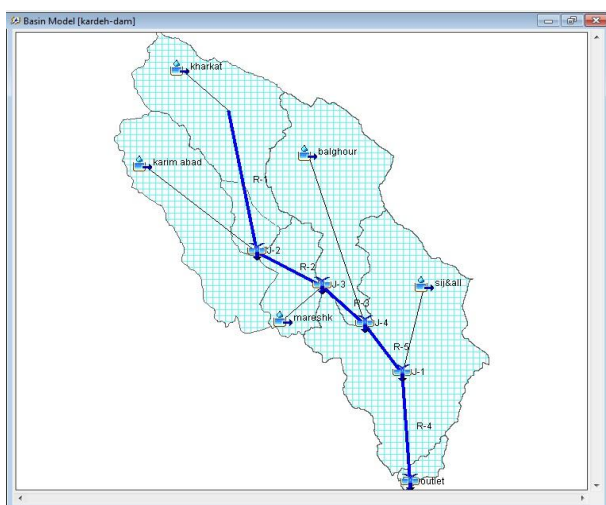 Basin Model [kardeh-dam]
kharkat
balghour
karim abad
R-1
J-2
R-2
J-3
sij&all
R-3
mareshk
J-4
R-5
J-1
R-4
outlet